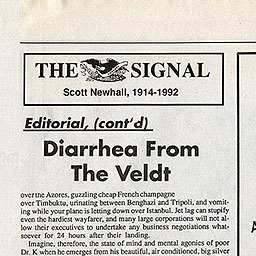 THE SIGNAL
Scott Newhall, 1914-1992
Editorial, (cont'd)
Diarrhea From
The Veldt
over the Azores, guzzling cheap French champagne
over Timbuktu, urinating between Benghazi and Tripoli, and vomit-
ing while your plane is letting down over Istanbul. Jet lag can stupify
even the hardiest wayfarer, and many large corporations will not al-
low their executives to undertake any business negotiations what-
soever for 24 hours after their landing.
Imagine, therefore, the state of mind and mental agonies of poor
Dr. K when he emerges from his beautiful, air conditioned, big silver